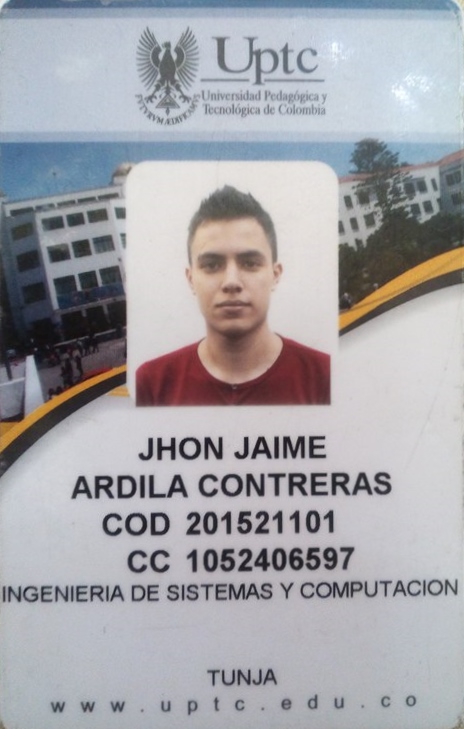 Uptc
Universidad Pedagógica y
Tecnológica de Colombia
JHON JAIME
ARDILA CONTRERAS
COD 201521101
CC 1052406597
INGENIERIA DE SISTEMAS Y COMPUTACION
TUNJA
www.uptc.edu.co